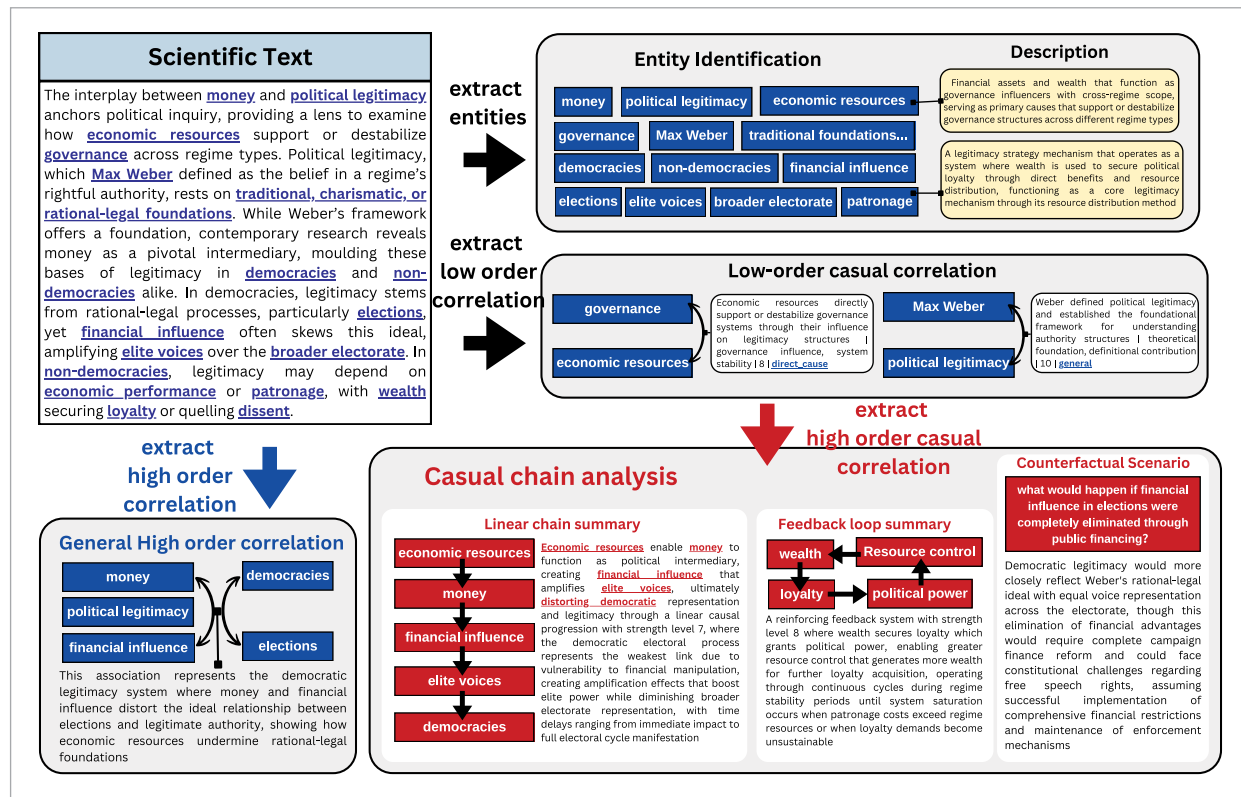 Scientific Text
The interplay between money and political legitimacy
anchors political inquiry, providing a lens to examine
how economic resources support or destabilize
governance across regime types. Political legitimacy,
which Max Weber defined as the belief in a regime's
rightful authority, rests on traditional, charismatic, or
rational-legal foundations. While Weber's framework
offers a foundation, contemporary research reveals
money as a pivotal intermediary, moulding these
bases of legitimacy in democracies and non-
democracies alike. In democracies, legitimacy stems
from rational-legal processes, particularly elections,
yet financial influence often skews this ideal,
amplifying elite voices over the broader electorate. In
non-democracies, legitimacy may depend on
economic performance or patronage, with wealth
securing loyalty or quelling dissent.
extract
entities
Entity Identification
money
political legitimacy
economic resources
governance
Max Weber
traditional foundations...
democracies
non-democracies
financial influence
elections
elite voices
broader electorate
patronage
Description
Financial assets and wealth that function as
governance influencers with cross-regime scope,
serving as primary causes that support or destabilize
governance structures across different regime types
A legitimacy strategy mechanism that operates as a
system where wealth is used to secure political
loyalty through direct benefits and resource
distribution, functioning as a core legitimacy
mechanism through its resource distribution method
extract
low order
correlation
Low-order casual correlation
governance
economic resources
Economic resources directly
support or destabilize governance
systems through their influence
on legitimacy structures |
governance influence, system
stability | 8 | direct_cause
Max Weber
political legitimacy
Weber defined political legitimacy
and established the foundational
framework for understanding
authority structures | theoretical
foundation, definitional contribution
| 10 | general
extract
high order
correlation
extract
high order casual
correlation
General High order correlation
money
political legitimacy
financial influence
democracies
elections
This association represents the democratic
legitimacy system where money and financial
influence distort the ideal relationship between
elections and legitimate authority, showing how
economic resources undermine rational-legal
foundations
Casual chain analysis
Linear chain summary
economic resources
money
financial influence
elite voices
democracies
Economic resources enable money to
function as political intermediary,
creating financial influence that
amplifies elite voices, ultimately
distorting democratic representation
and legitimacy through a linear causal
progression with strength level 7, where
the democratic electoral process
represents the weakest link due to
vulnerability to financial manipulation,
creating amplification effects that boost
elite power while diminishing broader
electorate representation, with time
delays ranging from immediate impact to
full electoral cycle manifestation
Feedback loop summary
wealth
Resource control
loyalty
political power
A reinforcing feedback system with strength
level 8 where wealth secures loyalty which
grants political power, enabling greater
resource control that generates more wealth
for further loyalty acquisition, operating
through continuous cycles during regime
stability periods until system saturation
occurs when patronage costs exceed regime
resources or when loyalty demands become
unsustainable
Counterfactual Scenario
what would happen if financial
influence in elections were
completely eliminated through
public financing?
Democratic legitimacy would more
closely reflect Weber's rational-legal
ideal with equal voice representation
across the electorate, though this
elimination of financial advantages
would require complete campaign
finance reform and could face
constitutional challenges regarding
free speech rights, assuming
successful implementation of
comprehensive financial restrictions
and maintenance of enforcement
mechanisms